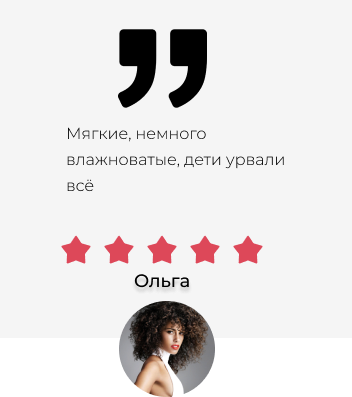 ”
Мягкие, немного
влажноватые, дети урвали
всё
Ольга